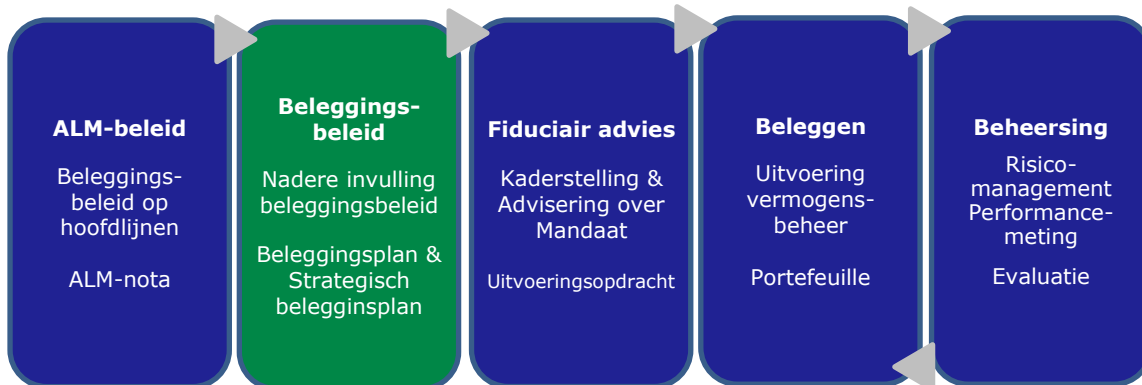 ALM-beleid
Beleggings-
beleid op
hoofdlijnen
ALM-nota
Beleggings-
beleid
Nadere invulling
beleggingsbeleid
Beleggingsplan &
Strategisch
belegginsplan
Fiduciair advies
Kaderstelling &
Advisering over
Mandaat
Uitvoeringsopdracht
Beleggen
Uitvoering
vermogens-
beheer
Portefeuille
Beheersing
Risico-
management
Performance-
meting
Evaluatie